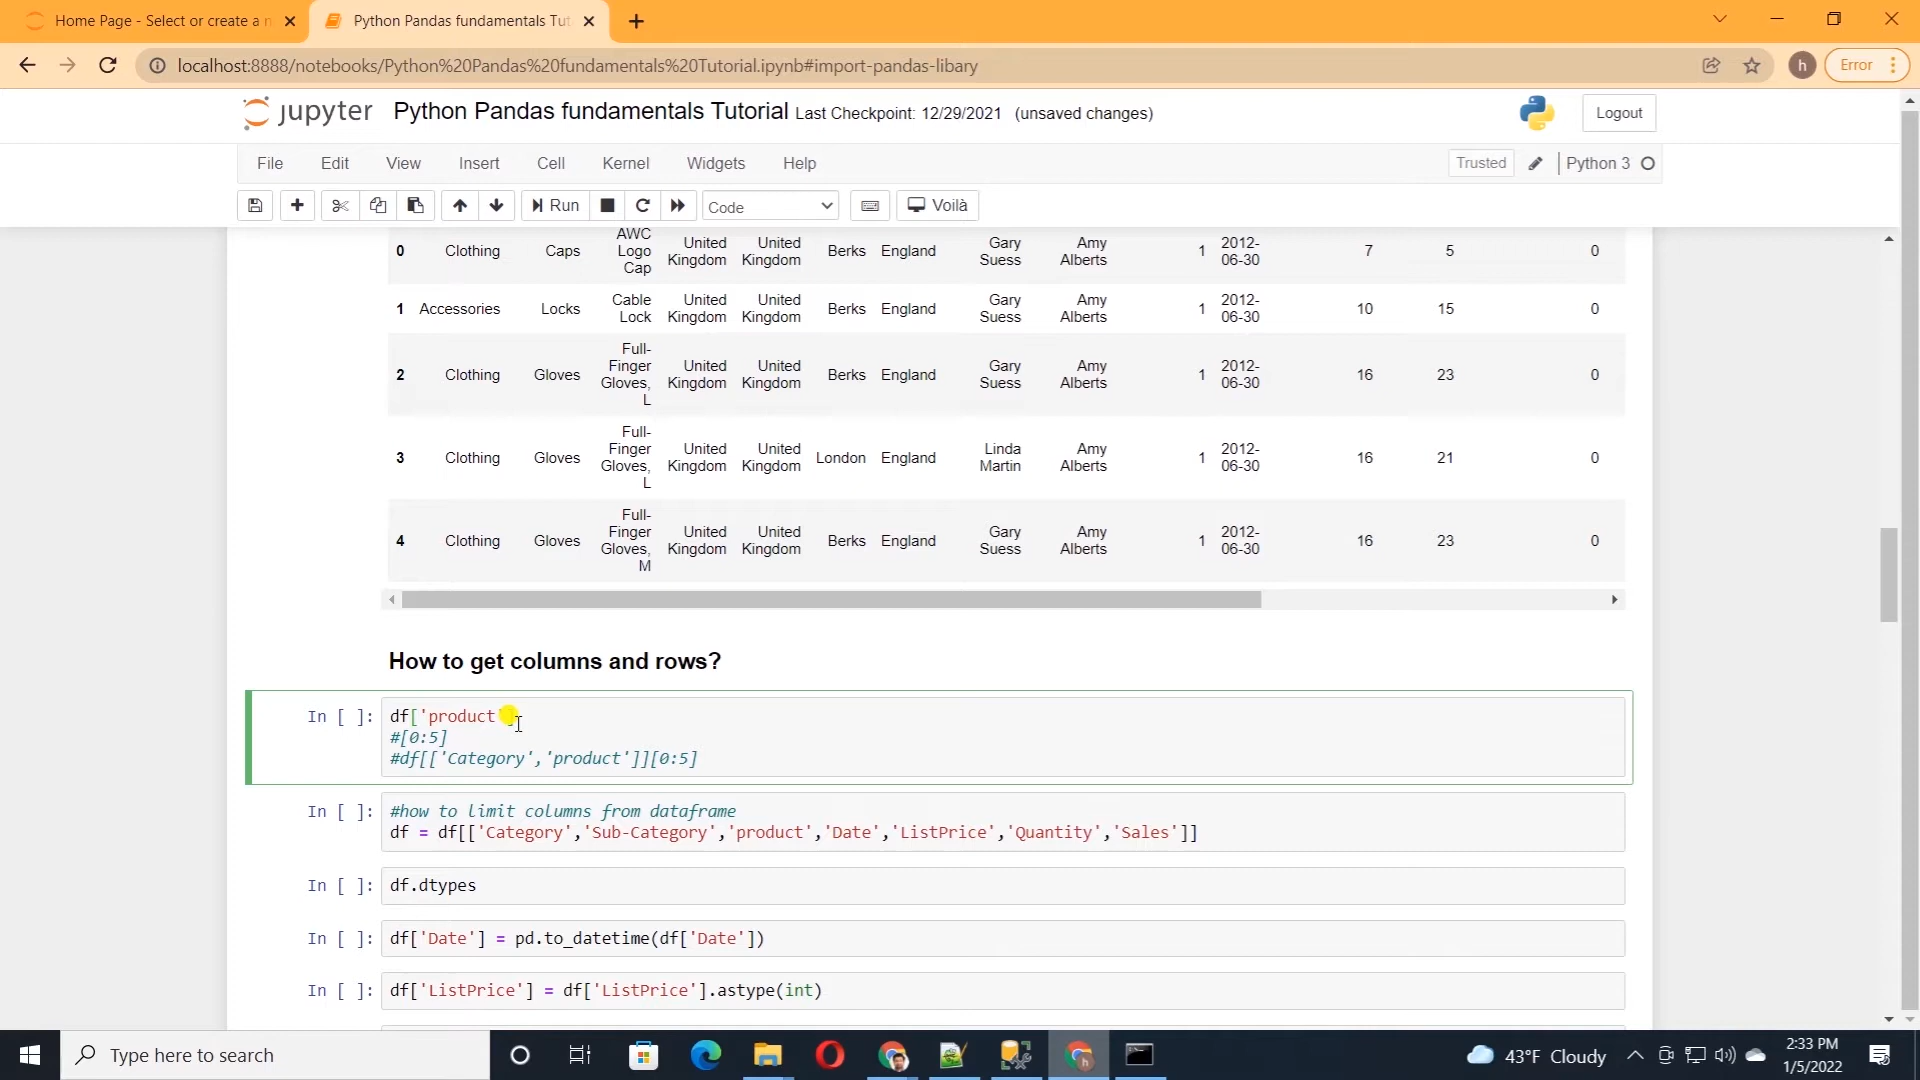 Home Page - Select or create a n
Python Pandas fundamentals Tut
localhost:8888/notebooks/Python%20Pandas%20fundamentals%20Tutorial.ipynb#import-pandas-libary
h
Error
jupyter Python Pandas fundamentals Tutorial Last Checkpoint: 12/29/2021 (unsaved changes)
Logout
File Edit View Insert Cell Kernel Widgets Help
Trusted
Python 3
Run
Code
Voilà
0 Clothing Caps AWC Logo Cap United Kingdom United Kingdom Berks England Gary Suess Amy Alberts 1 2012-06-30 7 5 0
1 Accessories Locks Cable Lock United Kingdom United Kingdom Berks England Gary Suess Amy Alberts 1 2012-06-30 10 15 0
2 Clothing Gloves Full-Finger Gloves, L United Kingdom United Kingdom Berks England Gary Suess Amy Alberts 1 2012-06-30 16 23 0
3 Clothing Gloves Full-Finger Gloves, L United Kingdom United Kingdom London England Linda Martin Amy Alberts 1 2012-06-30 16 21 0
4 Clothing Gloves Full-Finger Gloves, M United Kingdom United Kingdom Berks England Gary Suess Amy Alberts 1 2012-06-30 16 23 0
How to get columns and rows?
In [ ]: df['product']
#[0:5]
#df[['Category','product']][0:5]
In [ ]: #how to limit columns from dataframe
df = df[['Category','Sub-Category','product','Date','ListPrice','Quantity','Sales']]
In [ ]: df.dtypes
In [ ]: df['Date'] = pd.to_datetime(df['Date'])
In [ ]: df['ListPrice'] = df['ListPrice'].astype(int)
Type here to search
43°F Cloudy
2:33 PM
1/5/2022